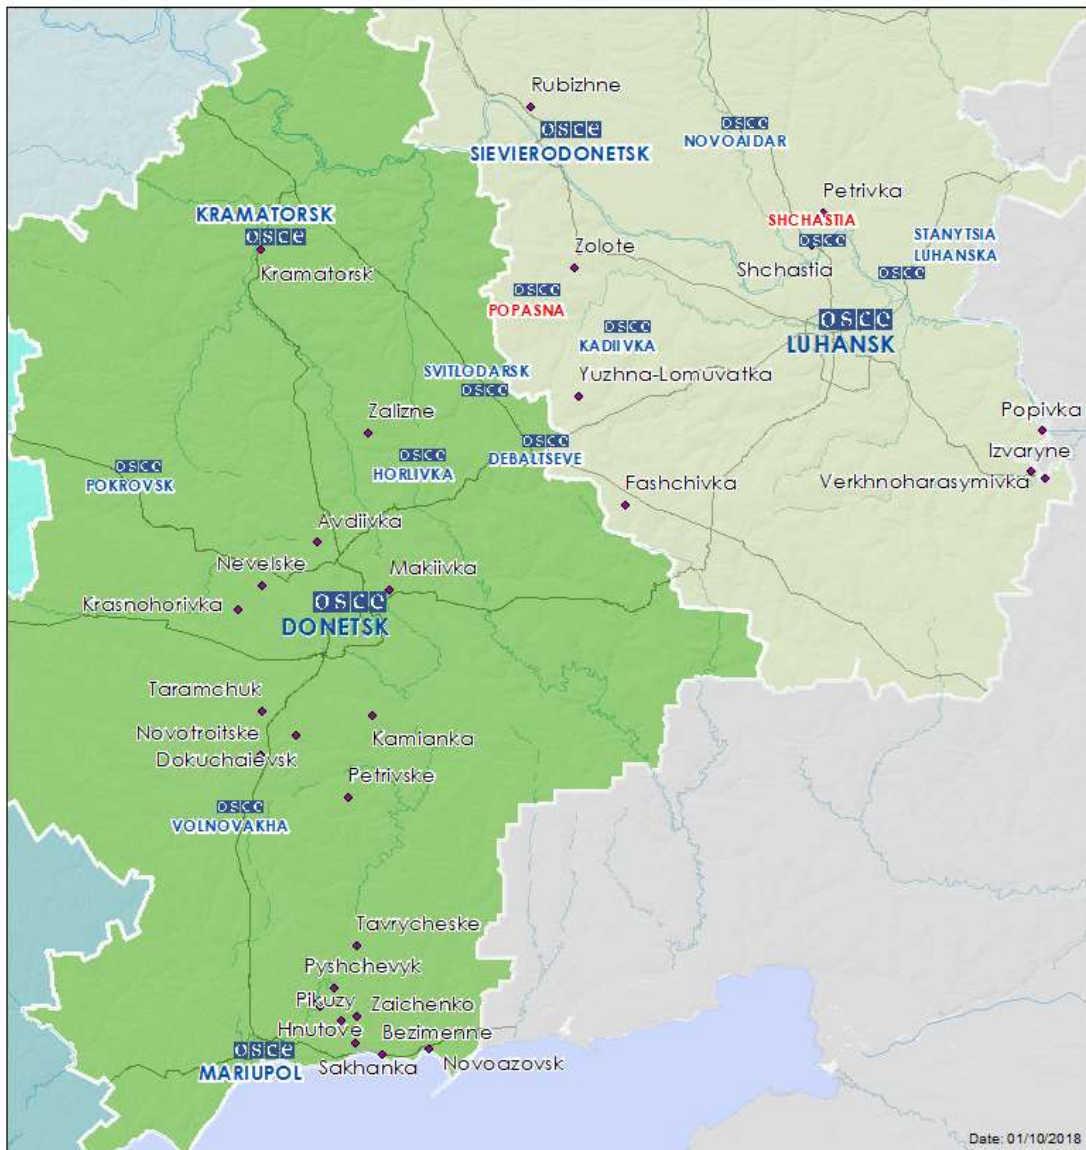 Rubizhne
osce
SIEVIERODONETSK
osce
NOVOAIDAR
Petrivka
SHCHASTIA
osce
Shchastia
STANYTSIA
LUHANSKA
osce
KRAMATORSK
osce
Kramatorsk
Zolote
osce
POPASNA
osce
KADIIVKA
osce
LUHANSK
SVITLODARSK
osce
Yuzhna-Lomuvatka
Zalizne
osce
HORLIVKA
osce
DEBALTSEVE
Popivka
Izvaryne
Verkhnoharasymivka
osce
POKROVSK
Fashchivka
Avdiivka
Nevelske
Makiivka
Krasnohorivka
osce
DONETSK
Taramchuk
Novotroitske
Kamianka
Dokuchaievsk
Petrivske
osce
VOLNOVAKHA
Tavrycheske
Pyshchevyk
Pikuzy
Zaichenko
Hnutove
Bezimenne
osce
MARIUPOL
Sakhanka
Novoazovsk
Date: 01/10/2018